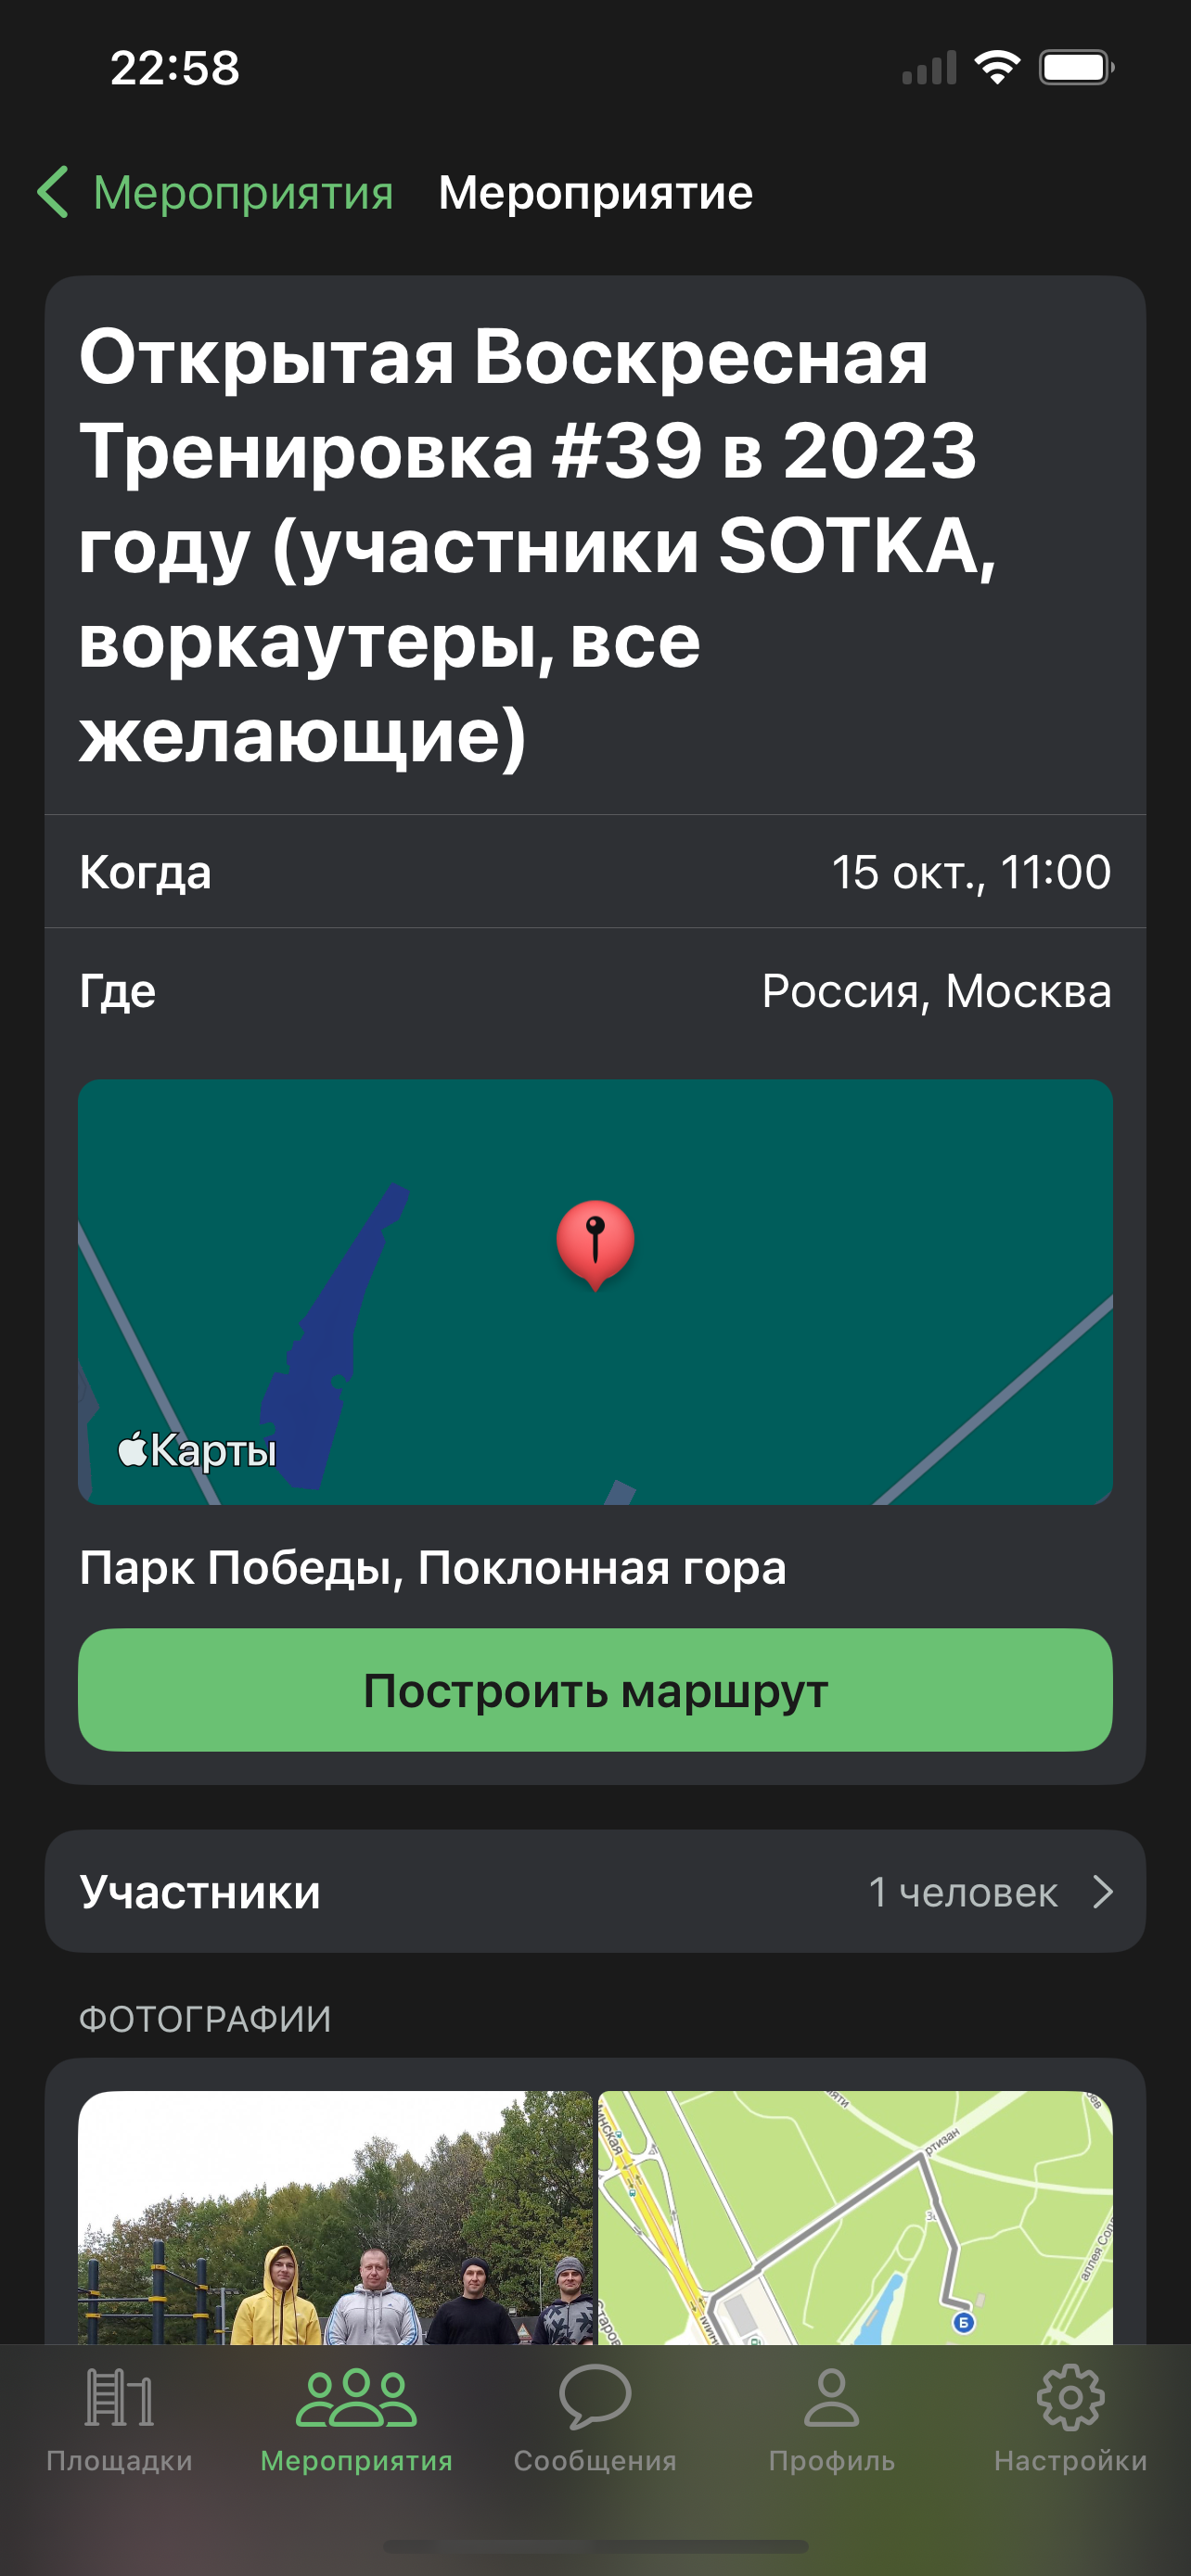 22:58
Мероприятия Мероприятие
Открытая Воскресная
Тренировка #39 в 2023
году (участники SOTKA,
воркаутеры, все
желающие)
Когда 15 окт., 11:00
Где Россия, Москва
Карты
Парк Победы, Поклонная гора
Построить маршрут
Участники 1 человек
ФОТОГРАФИИ
Б
Площадки Мероприятия Сообщения Профиль Настройки